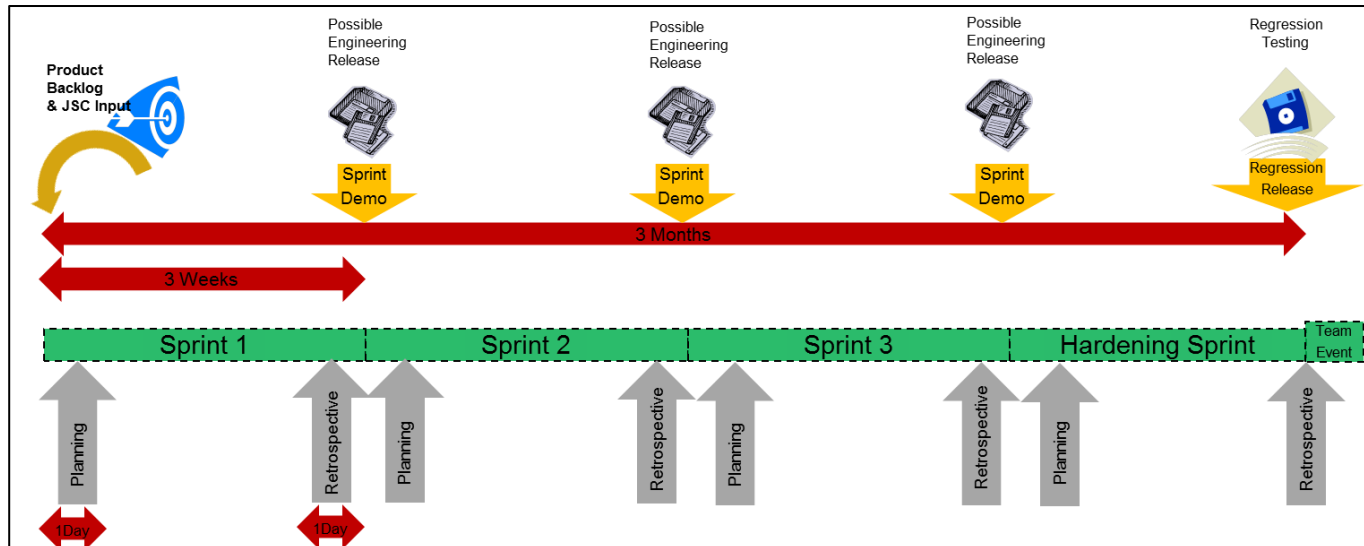 Product
Backlog
& JSC Input
Possible
Engineering
Release
Possible
Engineering
Release
Possible
Engineering
Release
Regression
Testing
Sprint
Demo
Sprint
Demo
Sprint
Demo
Regression
Release
3 Months
3 Weeks
Sprint 1
Sprint 2
Sprint 3
Hardening Sprint
Team
Event
Planning
Retrospective
Planning
Retrospective
Planning
Retrospective
Planning
Retrospective
1Day
1Day